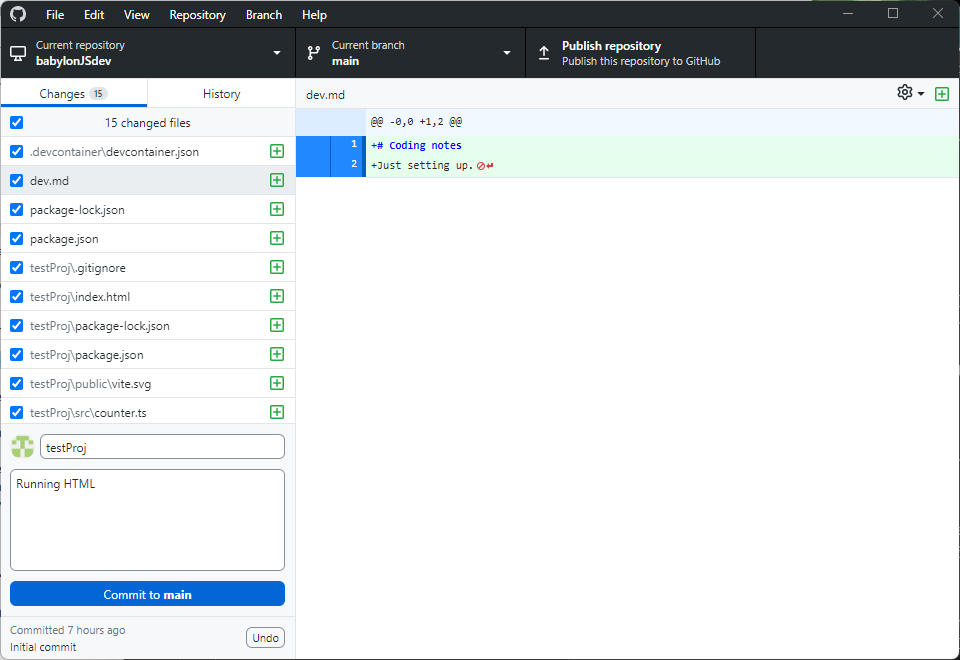 File Edit View Repository Branch Help
Current repository
babylonJSdev
Current branch
main
Publish repository
Publish this repository to GitHub
Changes 15
History
dev.md
15 changed files
.devcontainer\devcontainer.json
dev.md
package-lock.json
package.json
testProj\.gitignore
testProj\index.html
testProj\package-lock.json
testProj\package.json
testProj\public\vite.svg
testProj\src\counter.ts
@@ -0,0 +1,2 @@
1 +# Coding notes
2 +Just setting up.
testProj
Running HTML
Commit to main
Committed 7 hours ago
Initial commit
Undo